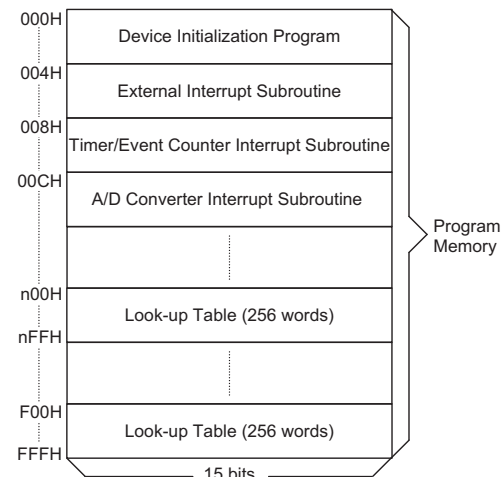 000H
Device Initialization Program
004H
External Interrupt Subroutine
008H
Timer/Event Counter Interrupt Subroutine
00CH
A/D Converter Interrupt Subroutine
Program
Memory
n00H
Look-up Table (256 words)
nFFH
F00H
Look-up Table (256 words)
FFFH
15 bits